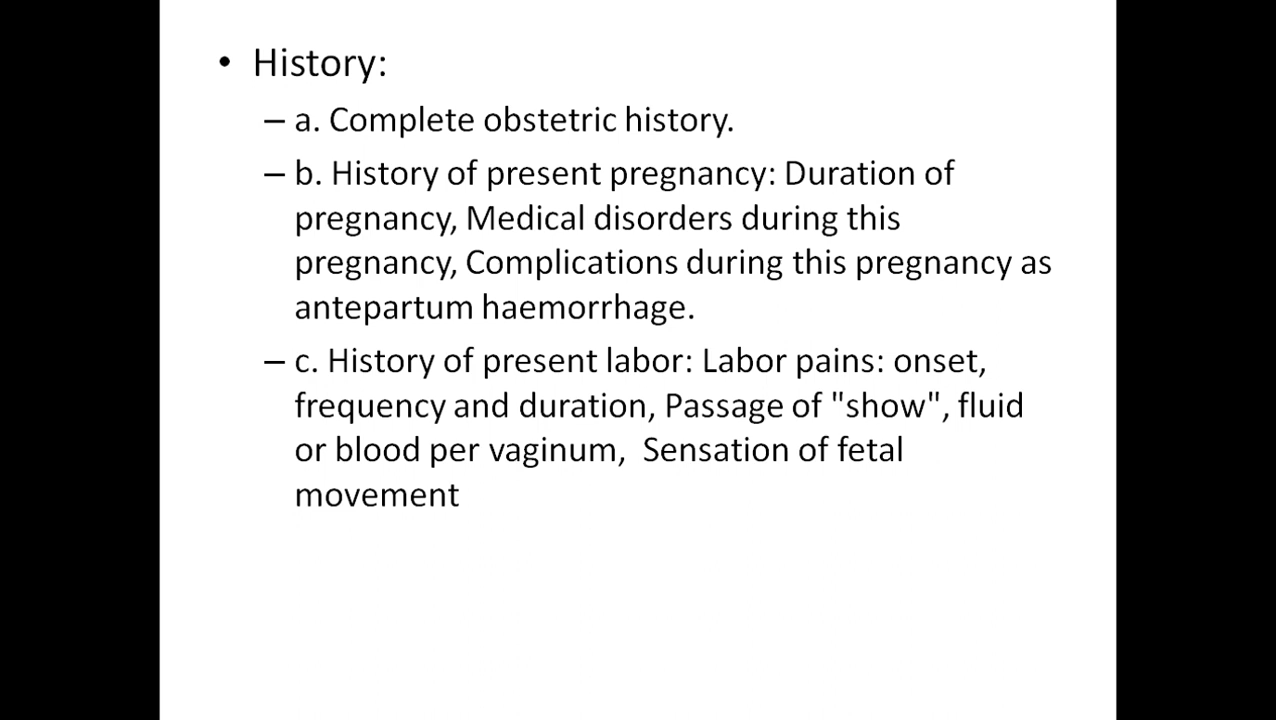 • History:
– a. Complete obstetric history.
– b. History of present pregnancy: Duration of
pregnancy, Medical disorders during this
pregnancy, Complications during this pregnancy as
antepartum haemorrhage.
– c. History of present labor: Labor pains: onset,
frequency and duration, Passage of "show", fluid
or blood per vaginum,  Sensation of fetal
movement